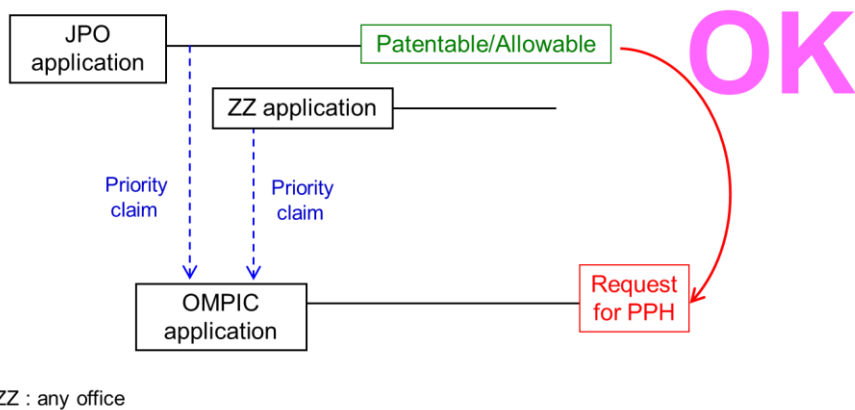 JPO
application
Patentable/Allowable
OK
ZZ application
Priority
claim
Priority
claim
OMPIC
application
Request
for PPH
ZZ : any office